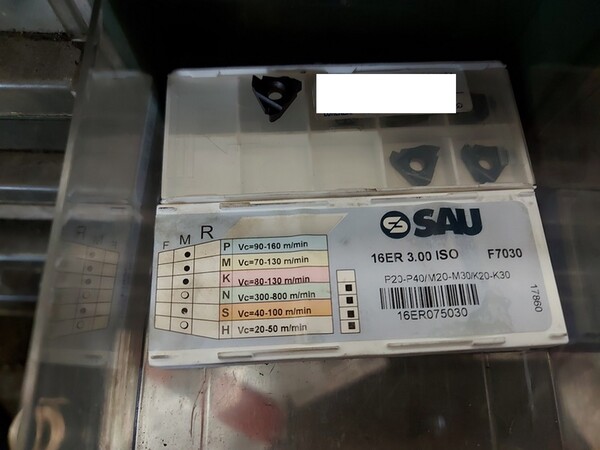 SAU
16ER 3.00 ISO F7030
P20-P40/M20-M30/K20-K30
16ER075030
17860
F M R
P Vc=90-160 m/min
M Vc=70-130 m/min
K Vc=80-130 m/min
N Vc=300-800 m/min
S Vc=40-100 m/min
H Vc=20-50 m/min